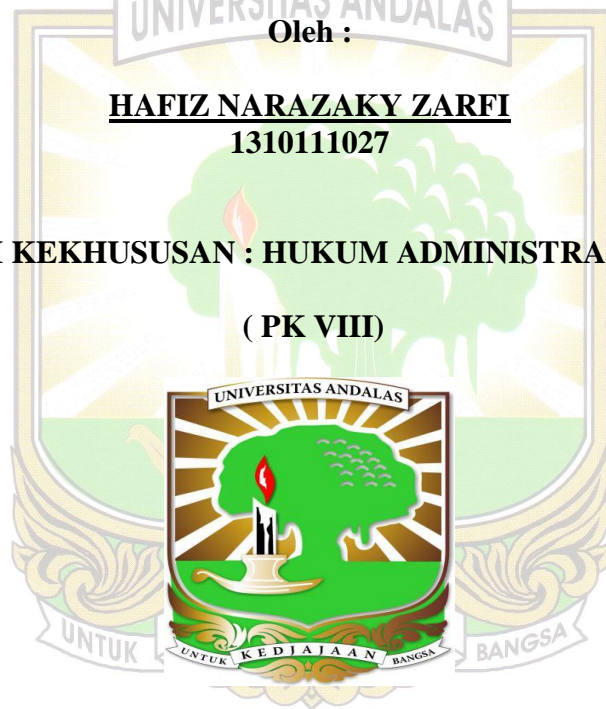 UNIVERSITAS ANDALAS
Oleh :
HAFIZ NARAZAKY ZARFI
1310111027
KEKHUSUSAN : HUKUM ADMINISTRA
( PK VIII)
UNIVERSITAS ANDALAS
UNTUK KEDJAJAAN BANGSA
UNTUK BANGSA